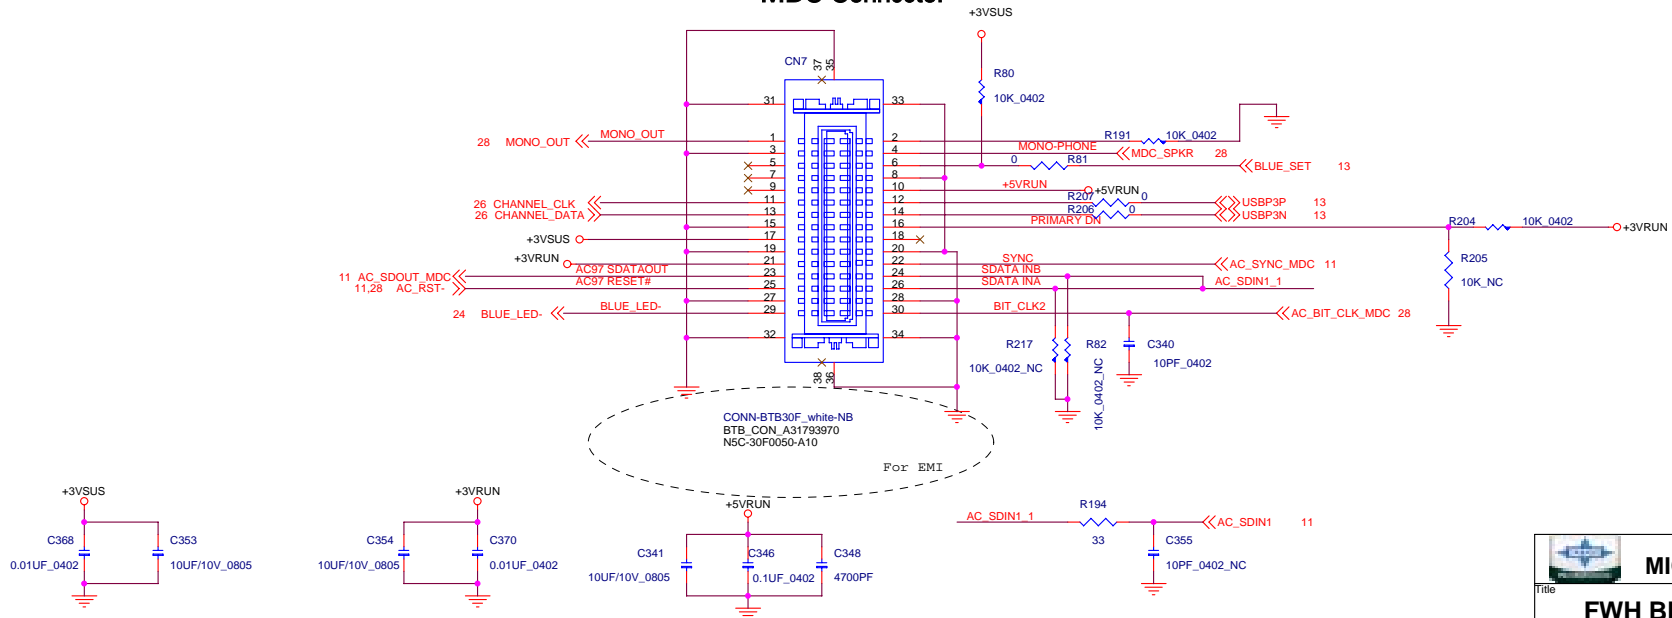 MDC Connector
+3VSUS
CN7
37
35
R80
10K_0402
31
33
28 MONO_OUT
MONO_OUT
1
2
R191
10K_0402
3
4
MONO-PHONE
MDC_SPKR 28
5
6
0
R81
BLUE_SET 13
7
8
9
10
+5VRUN
+5VRUN
26 CHANNEL_CLK
11
12
R207
0
USBP3P 13
26 CHANNEL_DATA
13
14
R206
0
USBP3N 13
15
16
PRIMARY DN
R204
10K_0402
+3VRUN
+3VSUS
17
18
19
20
+3VRUN
21
22
SYNC
AC_SYNC_MDC 11
R205
10K_NC
11 AC_SDOUT_MDC
AC97 SDATAOUT
23
24
SDATA INB
11,28 AC_RST-
AC97 RESET#
25
26
SDATA INA
AC_SDIN1_1
27
28
24 BLUE_LED-
BLUE_LED-
29
30
BIT_CLK2
AC_BIT_CLK_MDC 28
32
34
R217
10K_0402_NC
R82
10K_0402_NC
C340
10PF_0402
38
36
CONN-BTB30F_white-NB
BTB_CON_A31793970
N5C-30F0050-A10
For EMI
+3VSUS
C368
0.01UF_0402
C353
10UF/10V_0805
+3VRUN
C354
10UF/10V_0805
C370
0.01UF_0402
+5VRUN
C341
10UF/10V_0805
C346
0.1UF_0402
C348
4700PF
AC_SDIN1_1
R194
33
AC_SDIN1 11
C355
10PF_0402_NC
Title